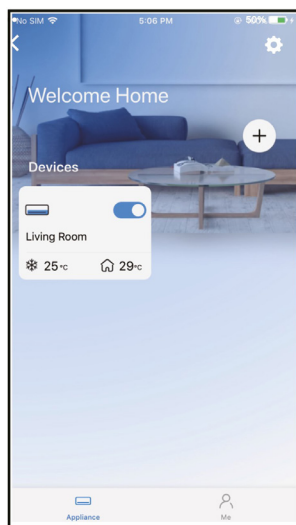 No SIM 5:06 PM 50%
Welcome Home
Devices
Living Room
25°C 29°C
Appliance Me